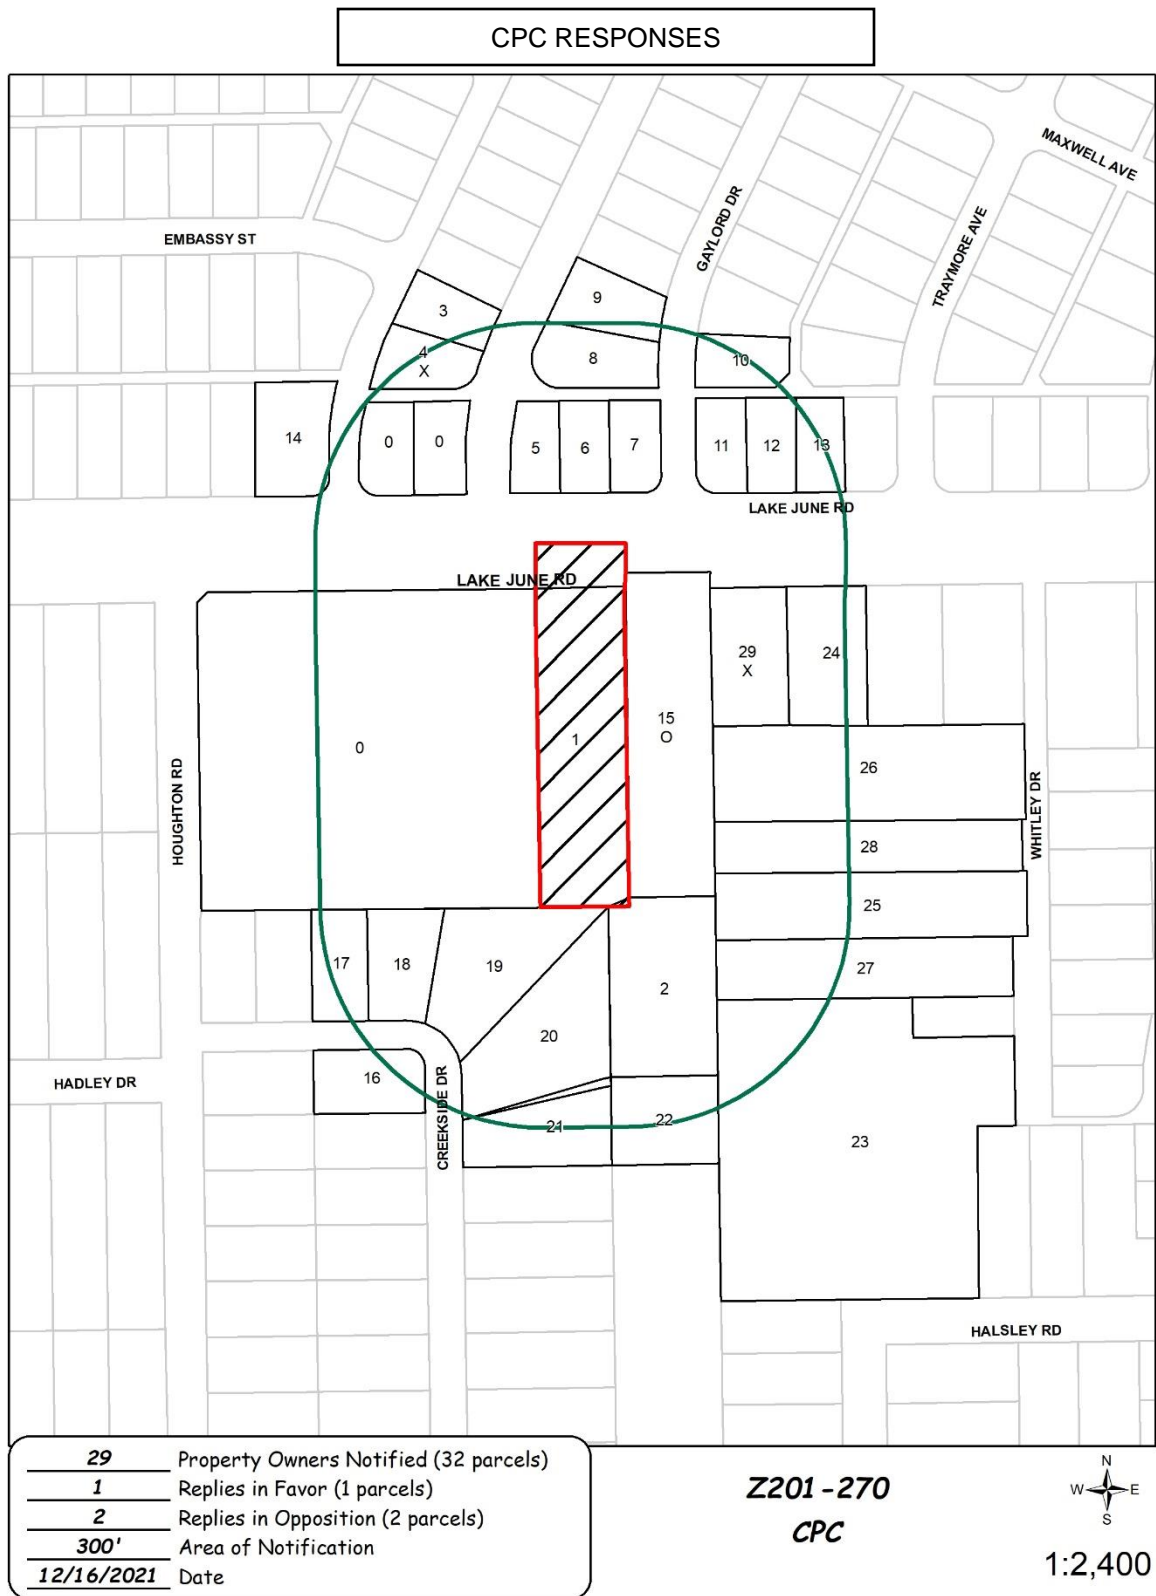 CPC RESPONSES
MAXWELL AVE
GAYLORD DR
TRAYMORE AVE
EMBASSY ST
3
9
4
X
8
10
14
0
0
5
6
7
11
12
13
LAKE JUNE RD
LAKE JUNE RD
29
X
24
15
O
1
0
26
HOUGHTON RD
WHITLEY DR
28
25
17
18
19
27
2
20
16
HADLEY DR
CREEKSIDE DR
21
22
23
HALSLEY RD
29 Property Owners Notified (32 parcels)
1 Replies in Favor (1 parcels)
2 Replies in Opposition (2 parcels)
300' Area of Notification
12/16/2021 Date
Z201-270
CPC
N
W E
S
1:2,400